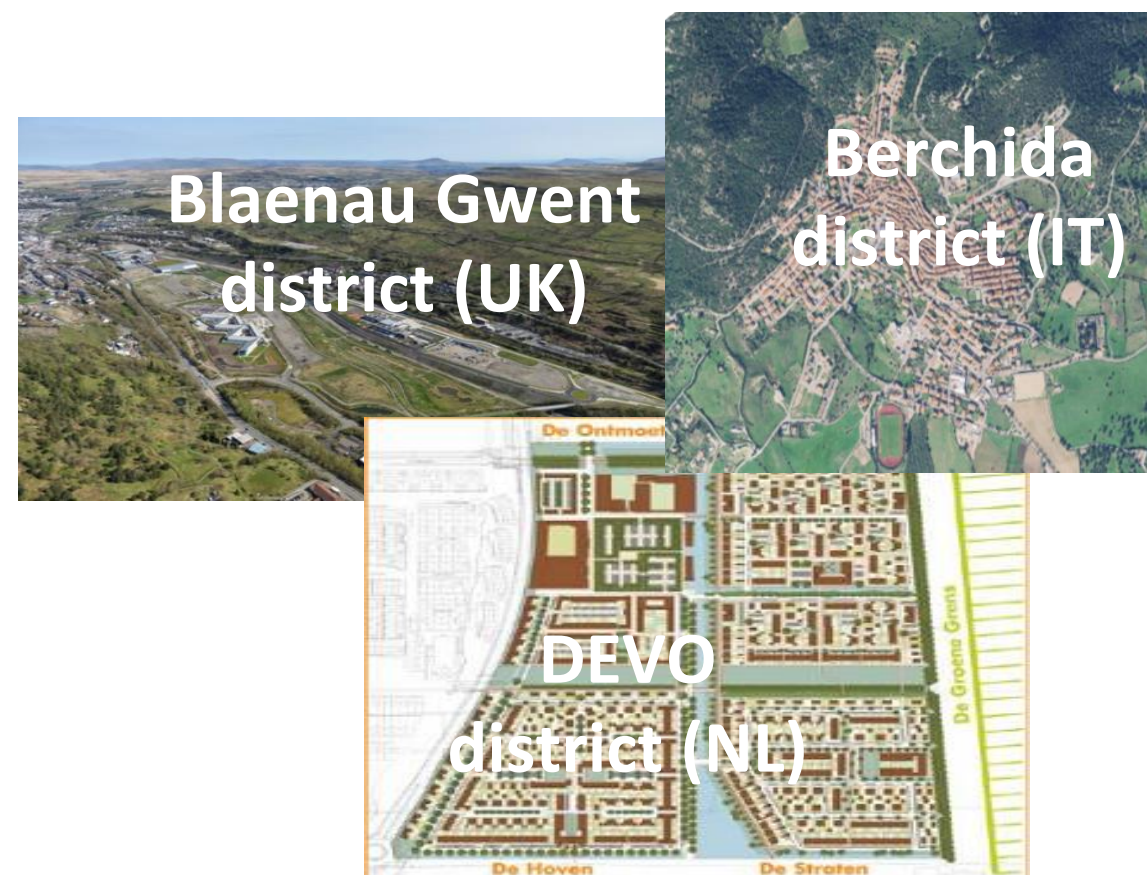 Blaenau Gwent
district (UK)
Berchida
district (IT)
De Ontmoet
DEVO
district (NL)
De Groene Grens
De Hoven
De Straten